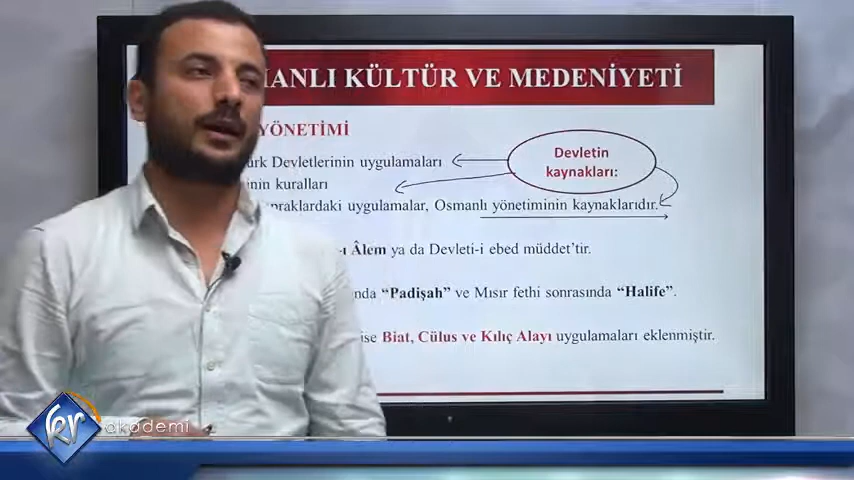 MANLI KÜLTÜR VE MEDENİYETİ
YÖNETİMİ
Devletin
kaynakları:
rk Devletlerinin uygulamaları
inin kuralları
praklardaki uygulamalar, Osmanlı yönetiminin kaynaklarıdır.
-ı Âlem ya da Devleti-i ebed müddet’tir.
nda “Padişah” ve Mısır fethi sonrasında “Halife”.
ise Biat, Cülus ve Kılıç Alayı uygulamaları eklenmiştir.
kr akademi